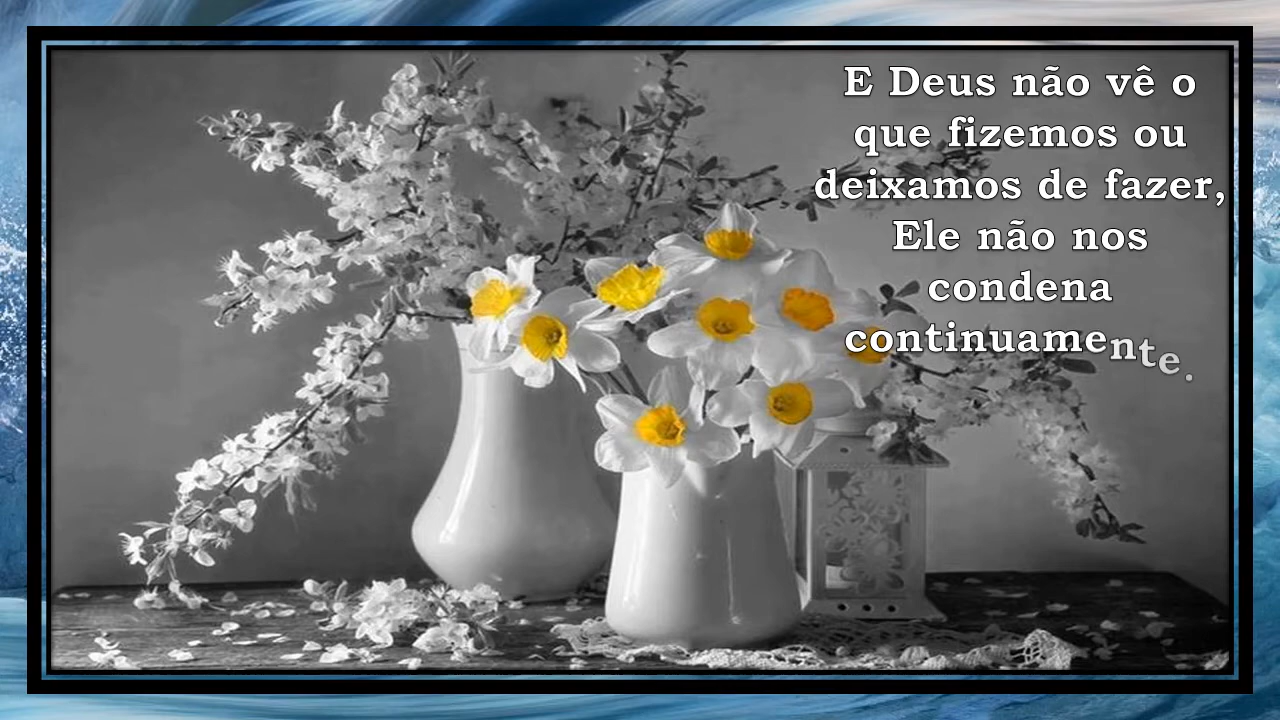 E Deus não vê o
que fizemos ou
deixamos de fazer,
Ele não nos
condena
continuamente.